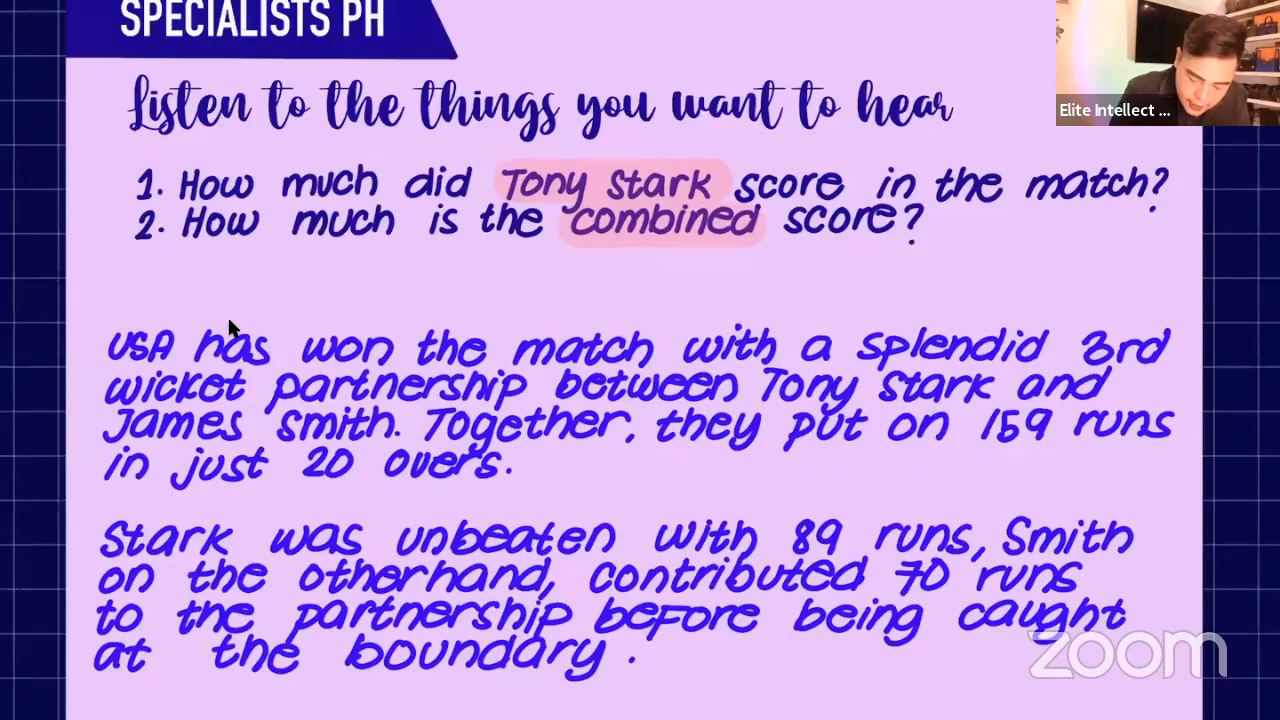 SPECIALISTS PH
Elite Intellect ...
Listen to the things you want to hear
1. How much did Tony Stark score in the match?
2. How much is the combined score?
USA has won the match with a splendid 3rd
wicket partnership between Tony Stark and
James Smith. Together, they put on 159 runs
in just 20 overs.
Stark was unbeaten with 89 runs, Smith
on the otherhand, contributed 70 runs
to the partnership before being caught
at the boundary.
zoom